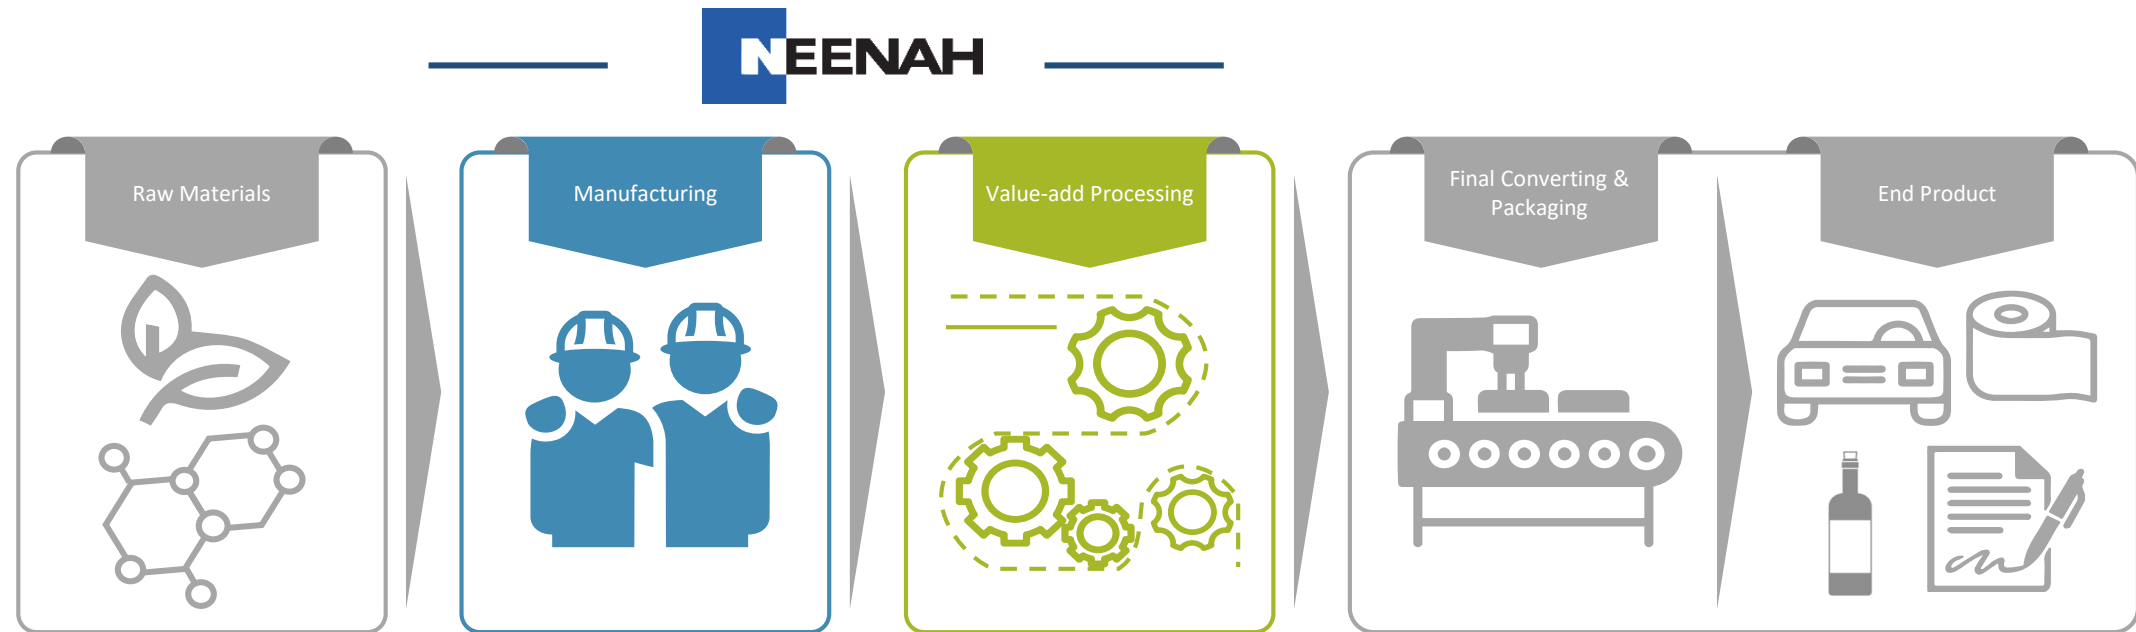 NEENAH
Raw Materials
Manufacturing
Value-add Processing
Final Converting &
Packaging
End Product